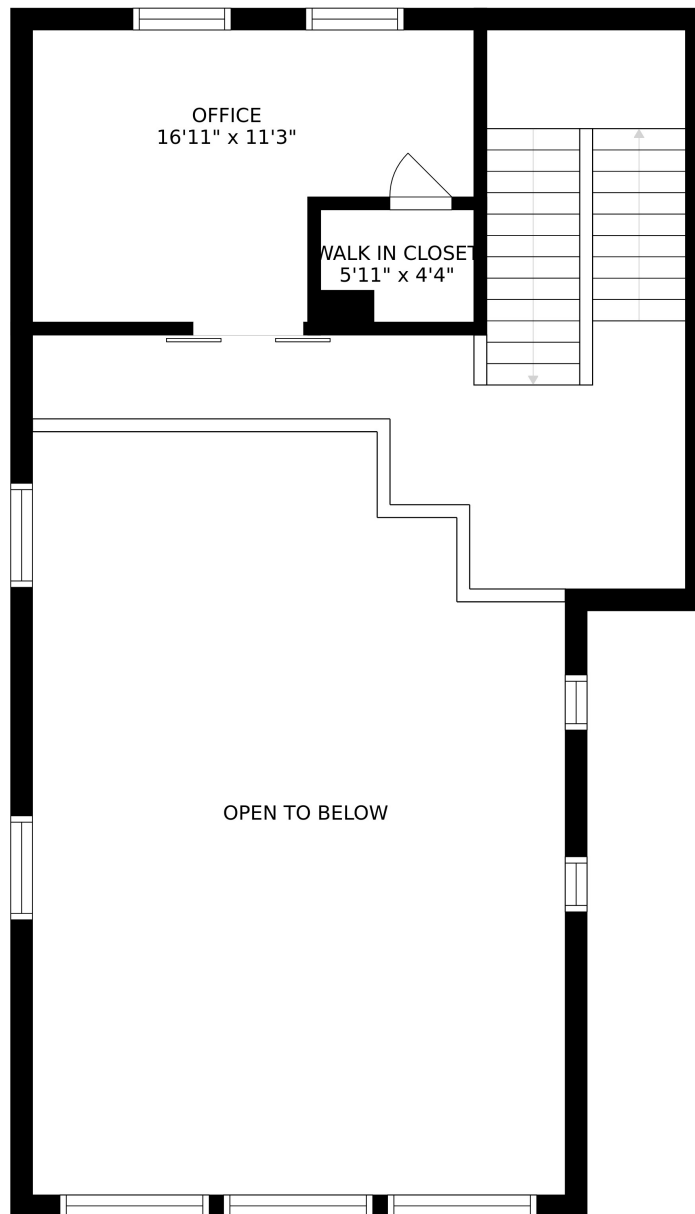 OFFICE
16'11" x 11'3"
WALK IN CLOSET
5'11" x 4'4"
OPEN TO BELOW